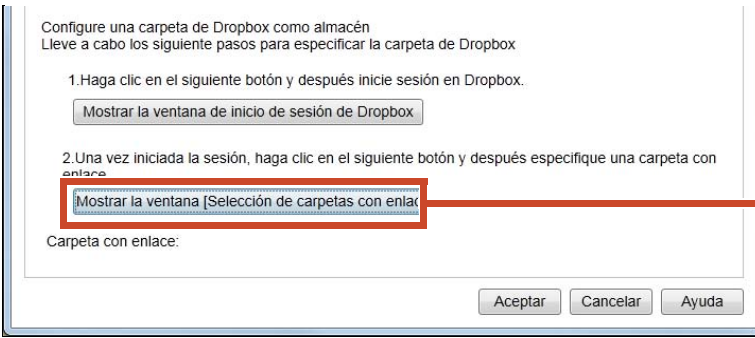 Configure una carpeta de Dropbox como almacén
Lleve a cabo los siguiente pasos para especificar la carpeta de Dropbox
1.Haga clic en el siguiente botón y después inicie sesión en Dropbox.
Mostrar la ventana de inicio de sesión de Dropbox
2.Una vez iniciada la sesión, haga clic en el siguiente botón y después especifique una carpeta con
enlace
Mostrar la ventana [Selección de carpetas con enlac
Carpeta con enlace:
Aceptar Cancelar Ayuda